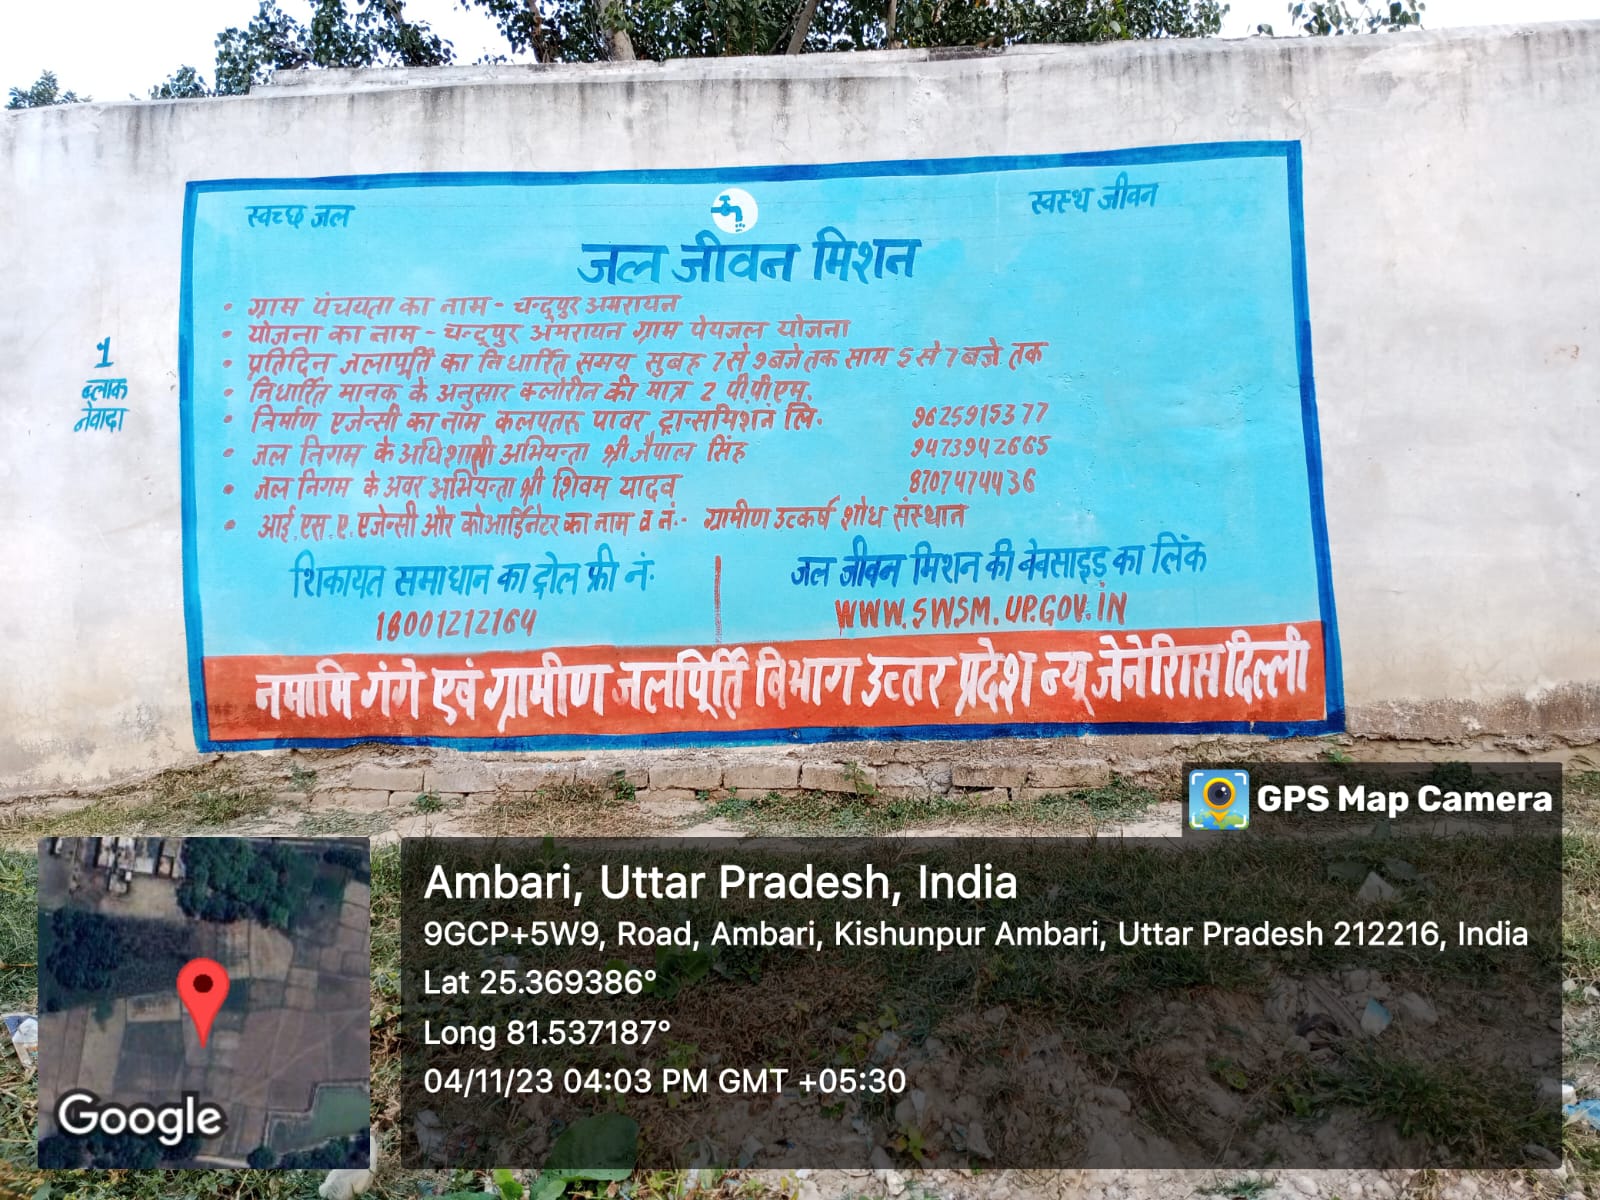 स्वच्छ जल
स्वस्थ जीवन
जल जीवन मिशन
• ग्राम पंचयता का नाम - चन्दूपुर अमरायन
• योजना का नाम - चन्दूपुर अमरायन ग्राम पेयजल योजना
• प्रतिदिन जलापूर्ति का निधारित समय सुबह 7 से 9 बजे तक साम 5 से 7 बजे तक
• निधारित मानक के अनुसार क्लोरीन की मात्र 2 पी.पी.एम.
• निर्माण एजेन्सी का नाम कलपतरू पावर ट्रान्समिशन लि. 9625915377
• जल निगम के अधिशासी अभियन्ता श्री जैपाल सिंह 9473942665
• जल निगम के अवर अभियन्ता श्री शिवम यादव 8707474436
• आई.एस.ए. एजेन्सी और कोआर्डिनेटर का नाम व नं.- ग्रामीण उत्कर्ष शोध संस्थान
शिकायत समाधान का ट्रोल फ्री नं.
18001212164
जल जीवन मिशन की वेवसाइड का लिंक
WWW.SWSM.UP.GOV.IN
नमामि गंगे एवं ग्रामीण जलपूिर्ति विभाग उत्तर प्रदेश न्यू जेनेरिास दिल्ली
1
ब्लाक
नेवादा
GPS Map Camera
Ambari, Uttar Pradesh, India
9GCP+5W9, Road, Ambari, Kishunpur Ambari, Uttar Pradesh 212216, India
Lat 25.369386°
Long 81.537187°
04/11/23 04:03 PM GMT +05:30
Google